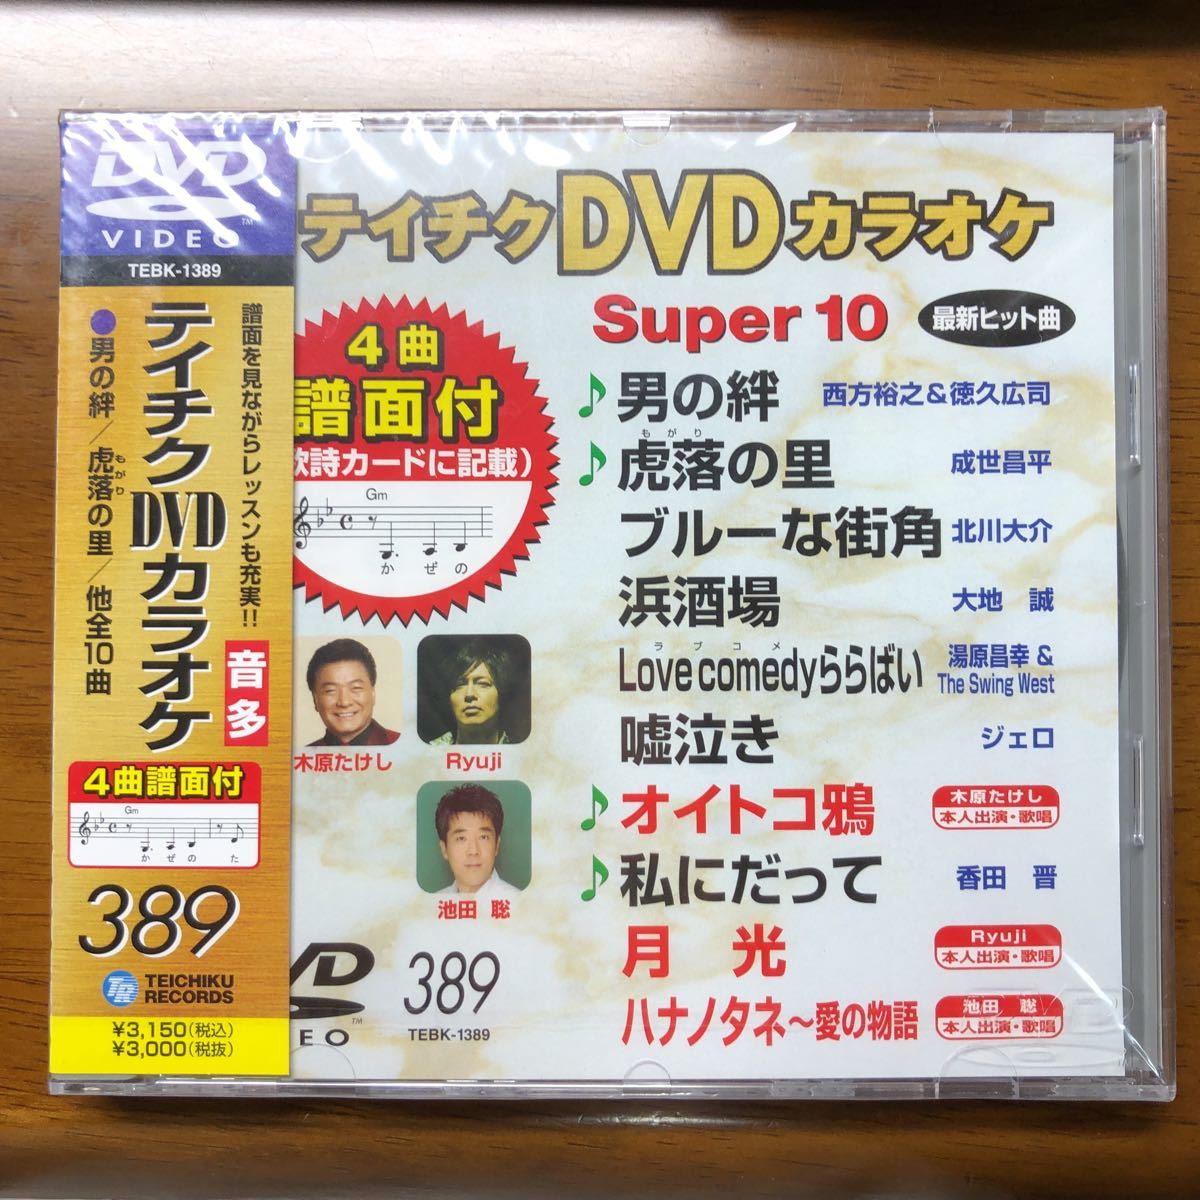 DVD
VIDEO™
TEBK-1389
譜面を見ながらレッスンも充実!!
テイチクDVDカラオケ
音多
●男の絆/虎落の里/他全10曲
もがり
4曲譜面付
Gm
かぜのた
389
TEICHIKU
RECORDS
¥3,150(税込)
¥3,000(税抜)
テイチクDVDカラオケ
Super 10
最新ヒット曲
4曲
譜面付
歌詩カードに記載)
Gm
かぜの
♪男の絆 西方裕之&徳久広司
もがり
♪虎落の里 成世昌平
ブルーな街角 北川大介
浜酒場 大地 誠
ラブコメ
Love comedyららばい 湯原昌幸 &
The Swing West
嘘泣き ジェロ
♪オイトコ鴉 木原たけし
本人出演・歌唱
♪私にだって 香田 晋
月光 Ryuji
本人出演・歌唱
ハナノタネ〜愛の物語 池田 聡
本人出演・歌唱
木原たけし
Ryuji
池田 聡
VD
EO™
389
TEBK-1389